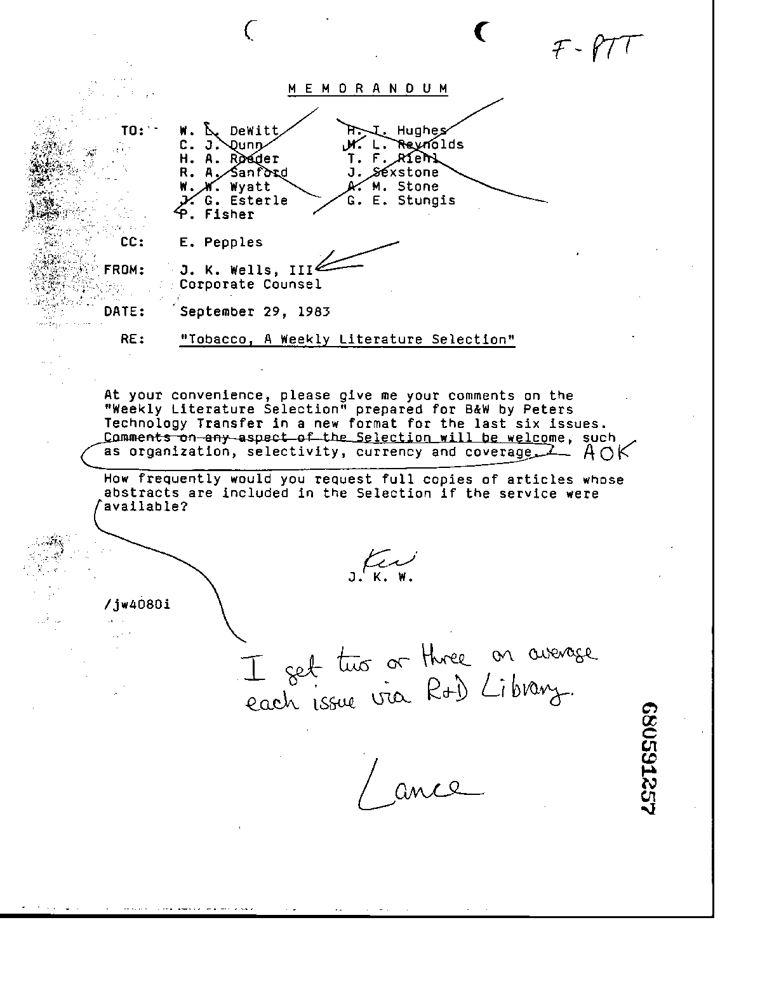 F-PTT
MEMORANDUM
TO: W. L. DeWitt H. T. Hughes
C. J. Dunn M. L. Reynolds
H. A. Roeder T. F. Riehl
R. A. Sanford J. Sexstone
W. W. Wyatt A. M. Stone
J. G. Esterle G. E. Stungis
P. Fisher
CC: E. Pepples
FROM: J. K. Wells, III
Corporate Counsel
DATE: September 29, 1983
RE: "Tobacco, A Weekly Literature Selection"
At your convenience, please give me your comments on the
"Weekly Literature Selection" prepared for B&W by Peters
Technology Transfer in a new format for the last six issues.
Comments on any aspect of the Selection will be welcome, such
as organization, selectivity, currency and coverage. AOK
How frequently would you request full copies of articles whose
abstracts are included in the Selection if the service were
available?
J. K. W.
/jw4080i
I get two or three on average
each issue via R+D Library.
Lance
680591257